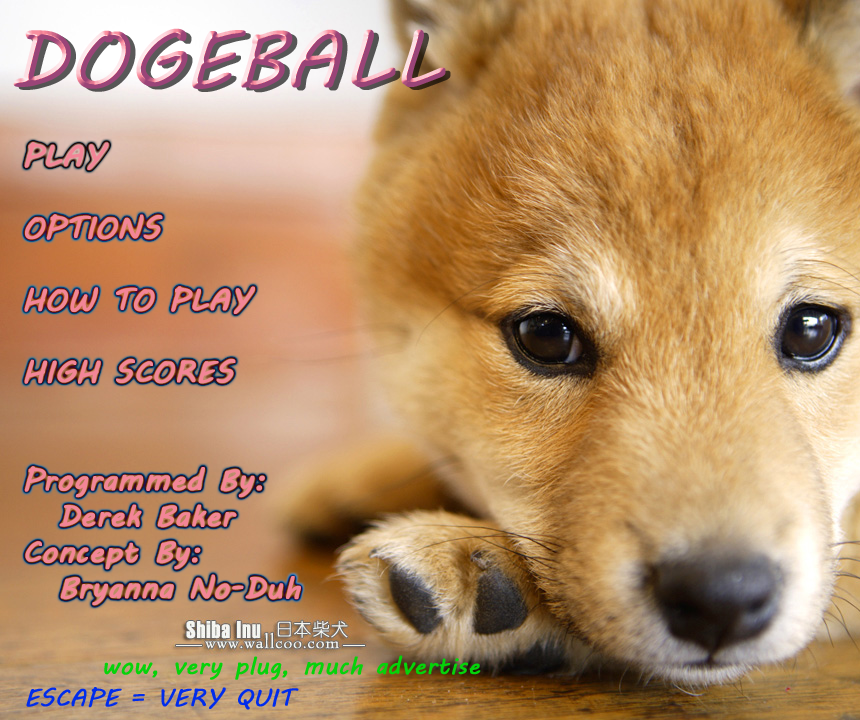 DOGEBALL
PLAY
OPTIONS
HOW TO PLAY
HIGH SCORES
Programmed By:
Derek Baker
Concept By:
Bryanna No-Duh
Shiba Inu 日本柴犬
www.wallcoo.com
wow, very plug, much advertise
ESCAPE = VERY QUIT